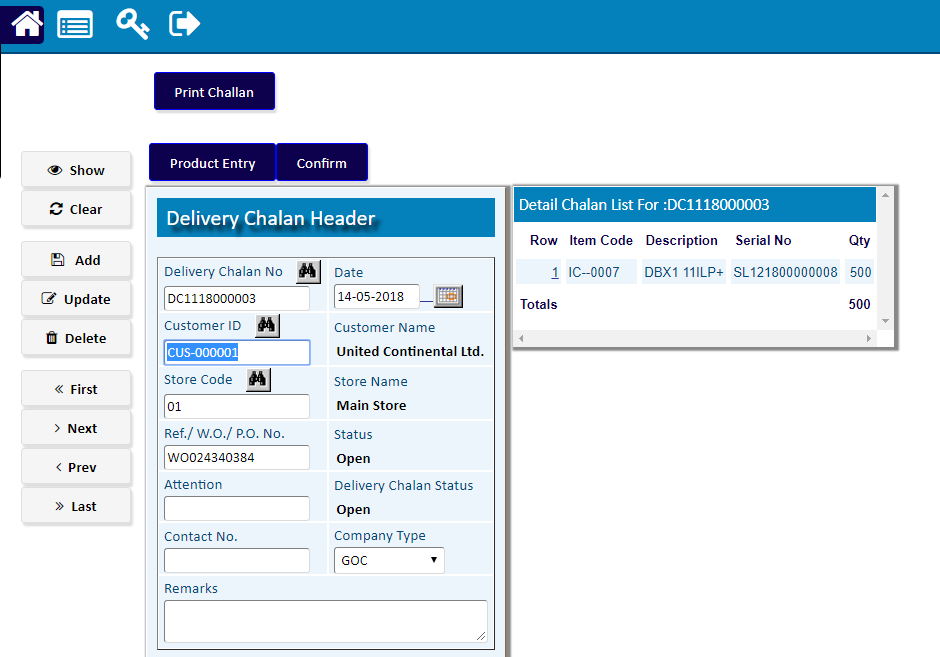 Print Challan
Product Entry
Confirm
Show
Clear
Add
Update
Delete
First
Next
Prev
Last
Delivery Chalan Header
Delivery Chalan No
DC1118000003
Date
14-05-2018
Customer ID
CUS-000001
Customer Name
United Continental Ltd.
Store Code
01
Store Name
Main Store
Ref./ W.O./ P.O. No.
WO024340384
Status
Open
Attention
Delivery Chalan Status
Open
Contact No.
Company Type
GOC
Remarks
Detail Chalan List For :DC1118000003
Row Item Code Description Serial No Qty
1 IC--0007 DBX1 11ILP+ SL121800000008 500
Totals 500